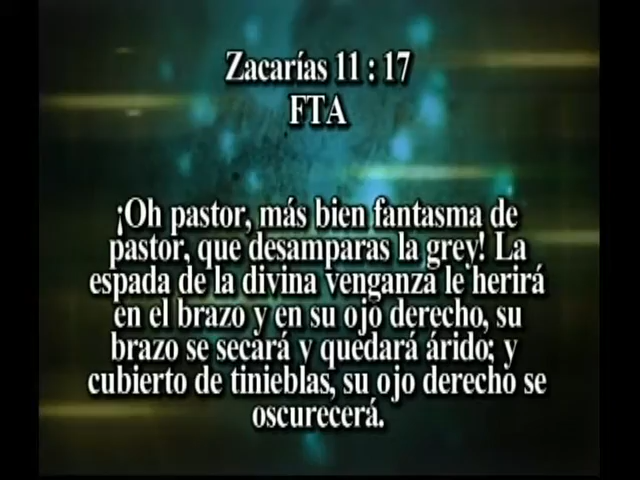 Zacarías 11 : 17
FTA
¡Oh pastor, más bien fantasma de
pastor, que desamparas la grey! La
espada de la divina venganza le herirá
en el brazo y en su ojo derecho, su
brazo se secará y quedará árido; y
cubierto de tinieblas, su ojo derecho se
oscurecerá.